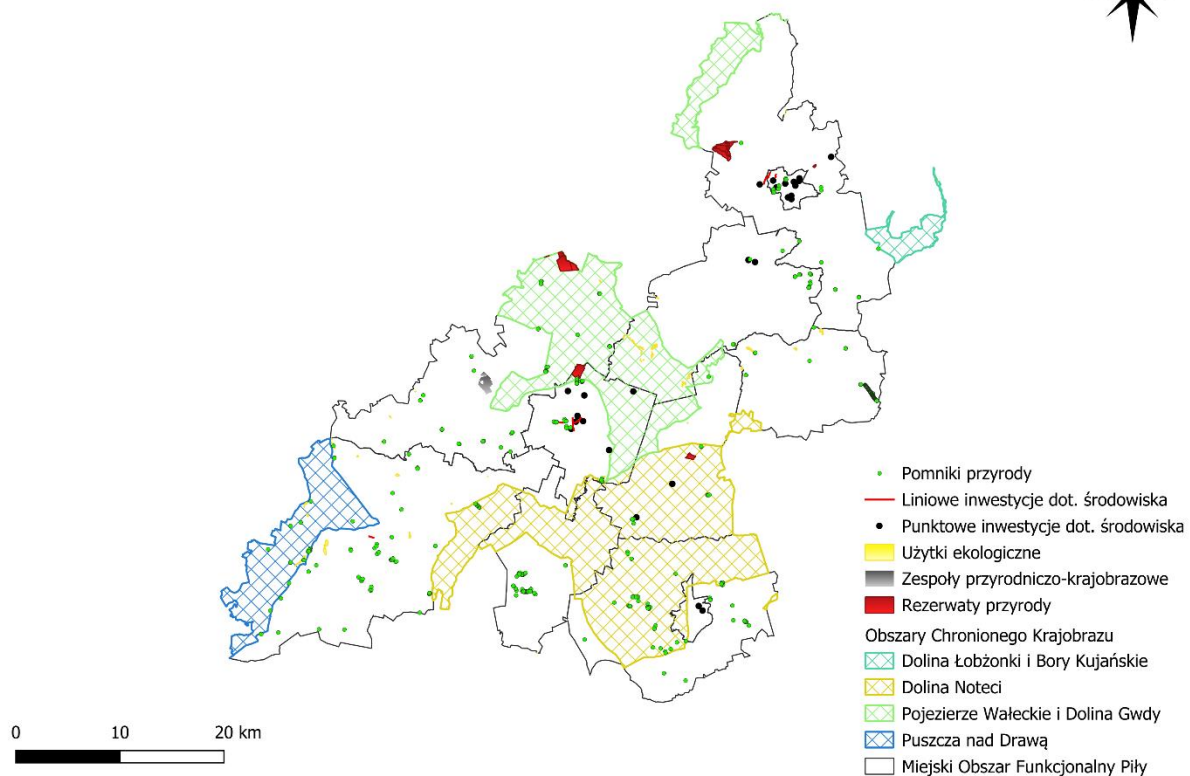 Pomniki przyrody
Liniowe inwestycje dot. środowiska
Punktowe inwestycje dot. środowiska
Użytki ekologiczne
Zespoły przyrodniczo-krajobrazowe
Rezerwaty przyrody
Obszary Chronionego Krajobrazu
Dolina Łobżonki i Bory Kujańskie
Dolina Noteci
Pojezierze Wałeckie i Dolina Gwdy
Puszcza nad Drawą
Miejski Obszar Funkcjonalny Piły
0 10 20 km